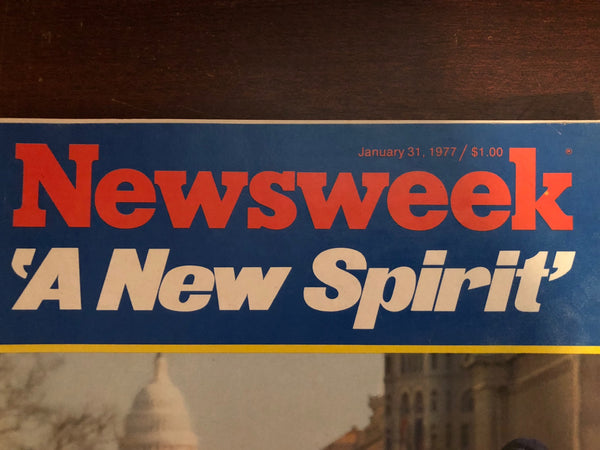 January 31, 1977 / $1.00
Newsweek®
'A New Spirit'